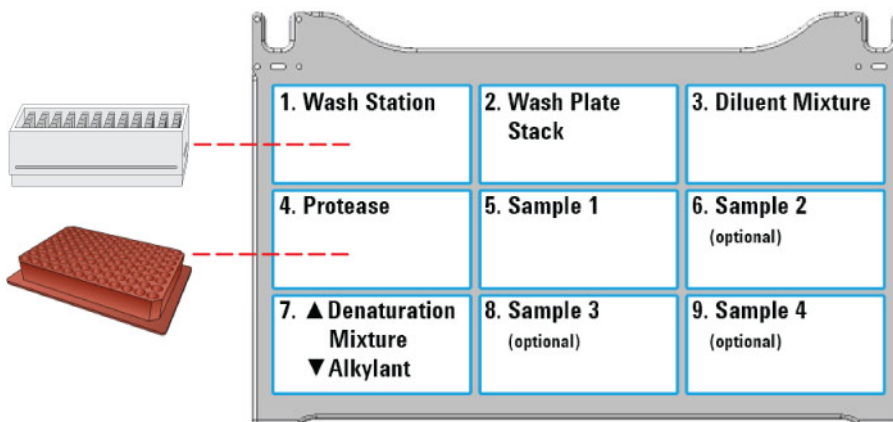 1. Wash Station
2. Wash Plate
Stack
3. Diluent Mixture
4. Protease
5. Sample 1
6. Sample 2
(optional)
7. ▲ Denaturation
Mixture
▼ Alkylant
8. Sample 3
(optional)
9. Sample 4
(optional)